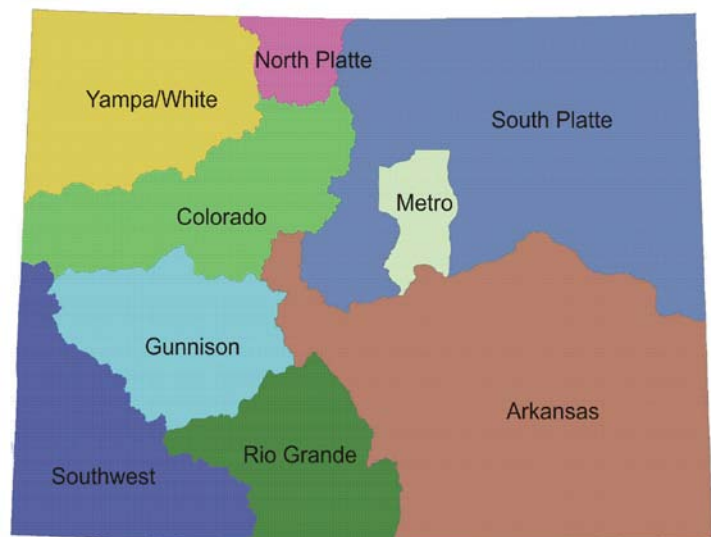 North Platte
Yampa/White
South Platte
Metro
Colorado
Gunnison
Arkansas
Rio Grande
Southwest